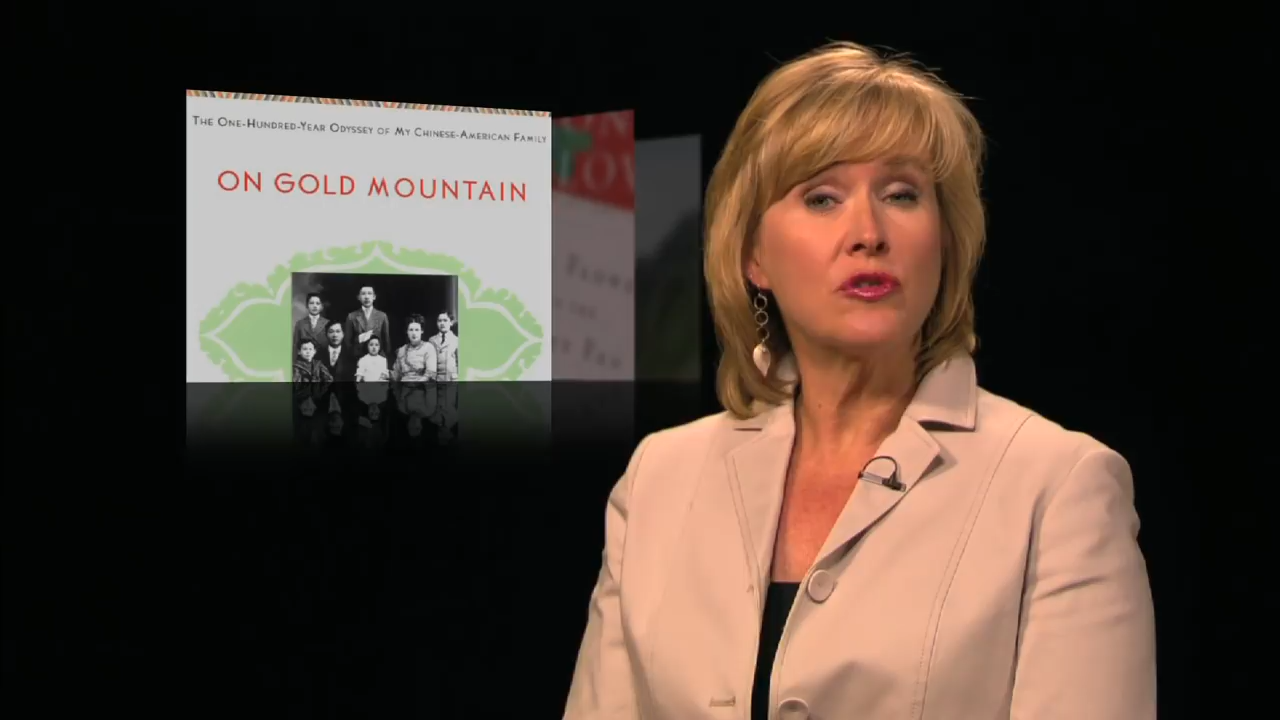 THE ONE-HUNDRED-YEAR ODYSSEY OF MY CHINESE-AMERICAN FAMILY
ON GOLD MOUNTAIN